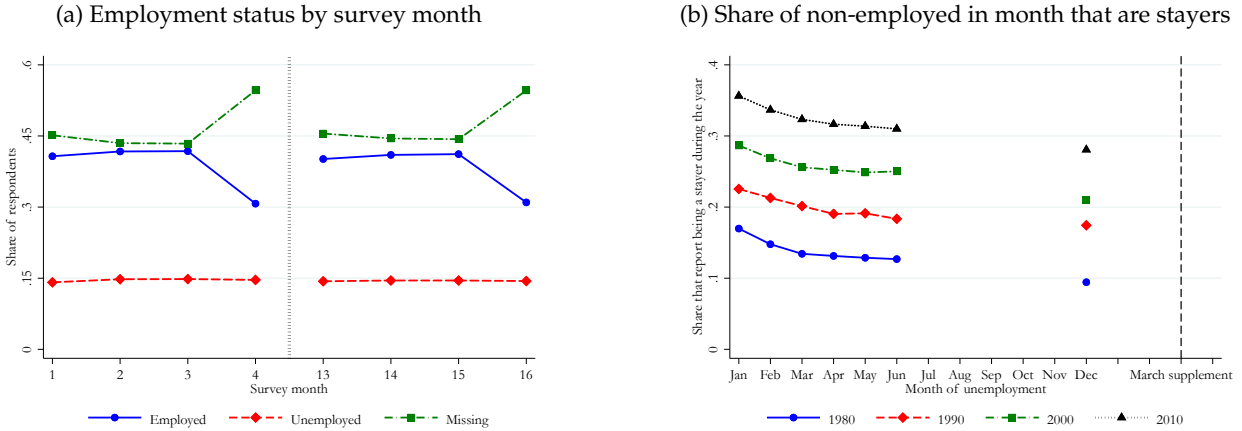 (a) Employment status by survey month
Share of respondents
.6
.45
.3
.15
0
1 2 3 4 13 14 15 16
Survey month
Employed Unemployed Missing
(b) Share of non-employed in month that are stayers
Share that report being a stayer during the year
.4
.3
.2
.1
0
Jan Feb Mar Apr May Jun Jul Aug Sep Oct Nov Dec March supplement
Month of unemployment
1980 1990 2000 2010